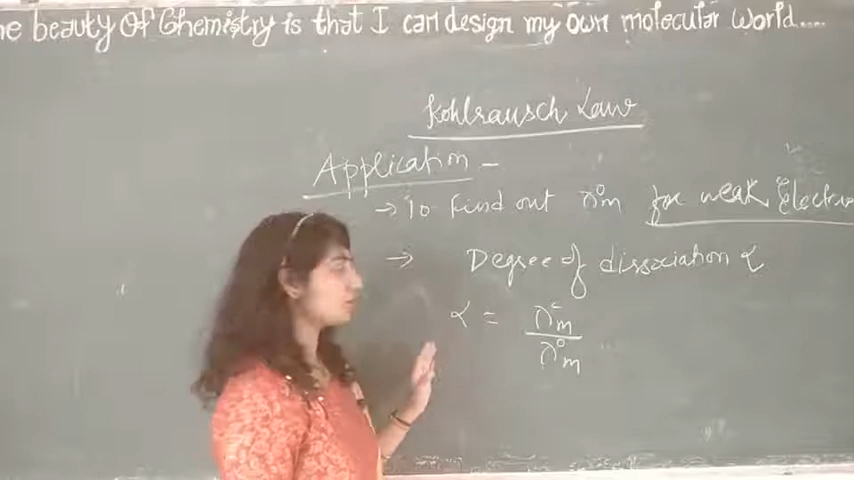 he beauty Of Chemistry is that I can design my own molecular world....
Kohlrausch Law
Application -
→ To Find out λ°m for weak Electro
→ Degree of dissociation α
α = λᶜm / λ°m